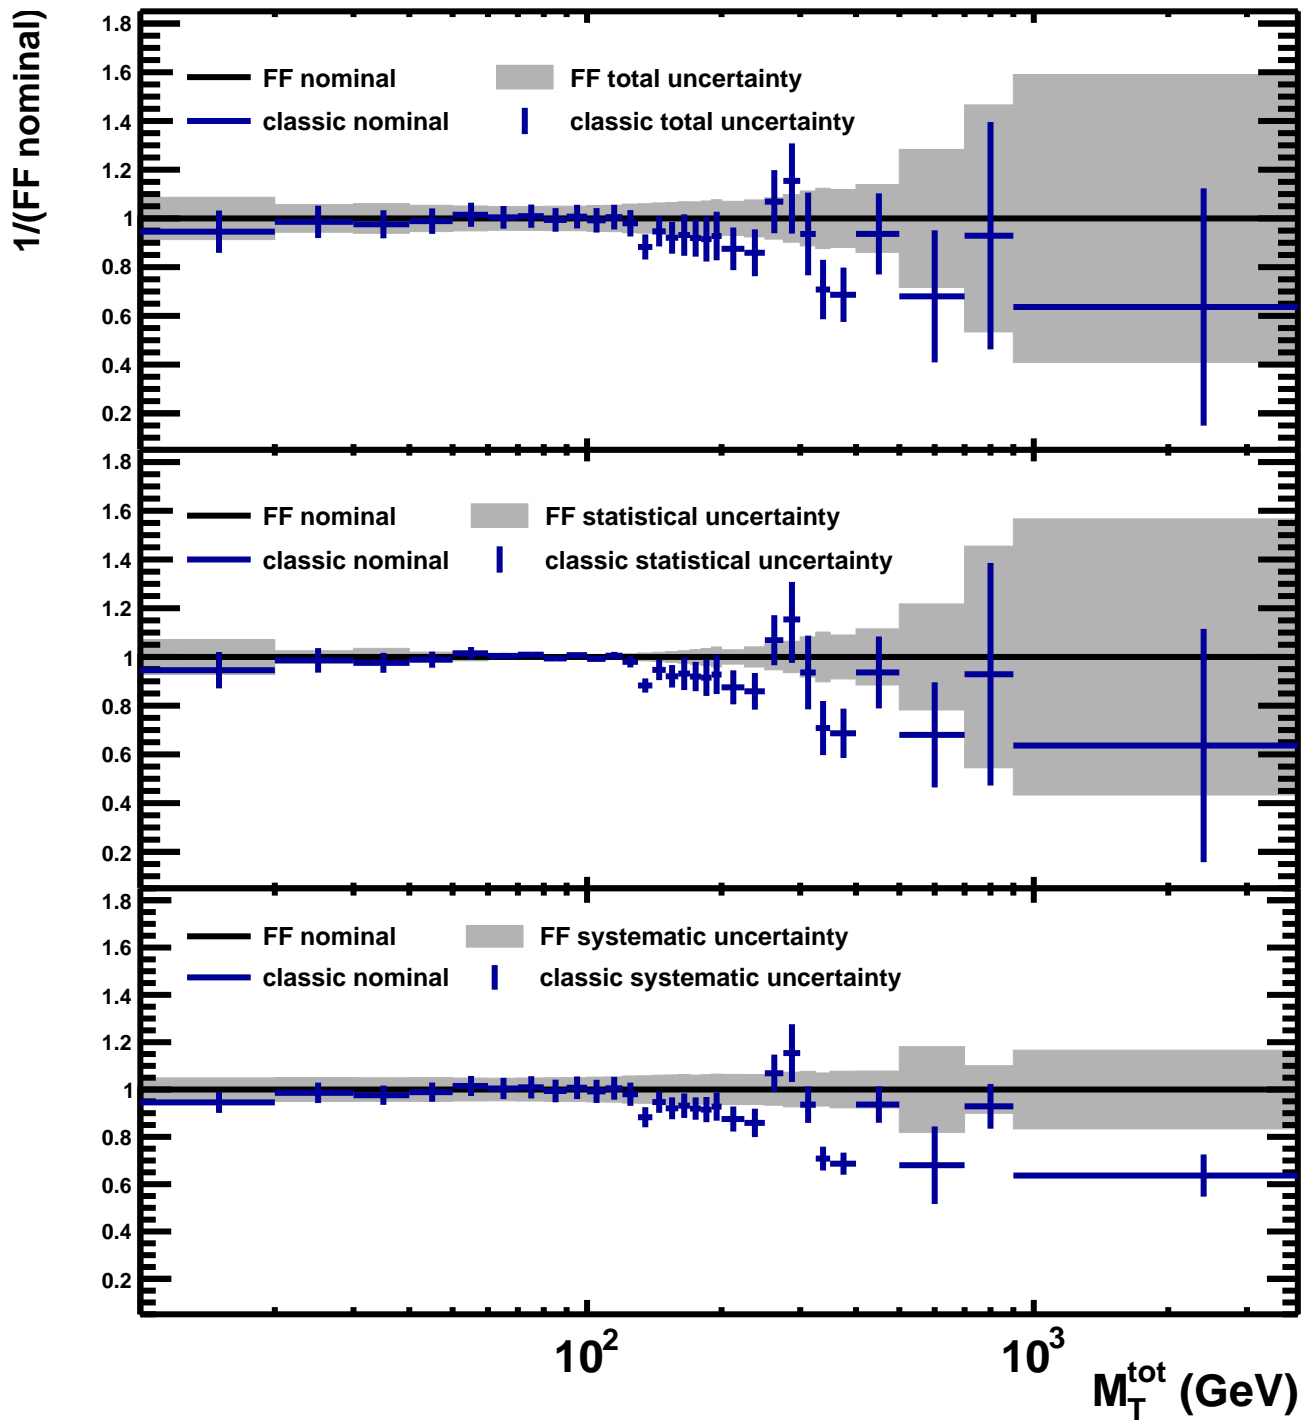 1/(FF nominal)
1.8
1.6
1.4
1.2
1
0.8
0.6
0.4
0.2
FF nominal
FF total uncertainty
classic nominal
classic total uncertainty
1.8
1.6
1.4
1.2
1
0.8
0.6
0.4
0.2
FF nominal
FF statistical uncertainty
classic nominal
classic statistical uncertainty
1.8
1.6
1.4
1.2
1
0.8
0.6
0.4
0.2
FF nominal
FF systematic uncertainty
classic nominal
classic systematic uncertainty
10² 10³
M_T^tot (GeV)